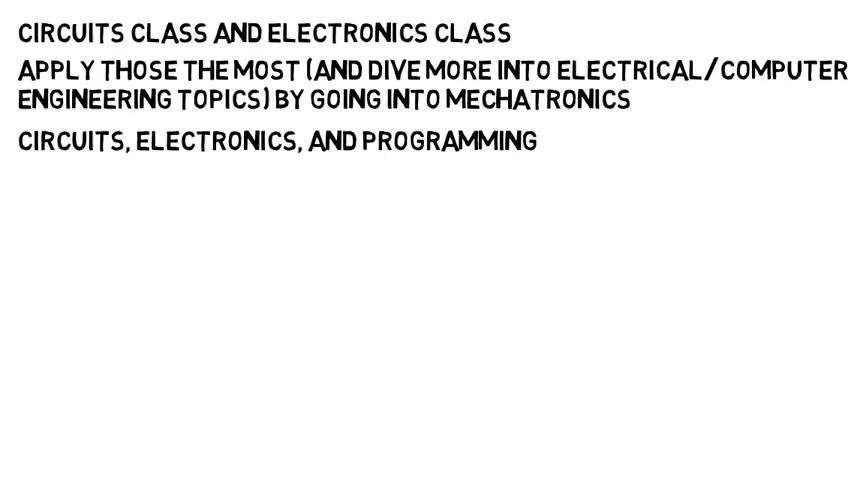 CIRCUITS CLASS AND ELECTRONICS CLASS
APPLY THOSE THE MOST (AND DIVE MORE INTO ELECTRICAL/COMPUTER
ENGINEERING TOPICS) BY GOING INTO MECHATRONICS
CIRCUITS, ELECTRONICS, AND PROGRAMMING